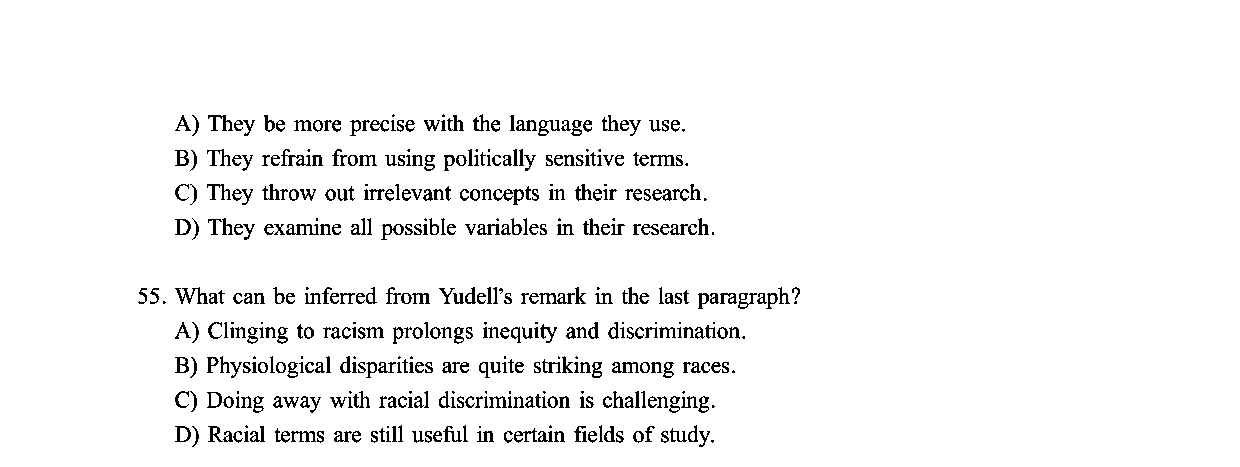 A) They be more precise with the language they use.
B) They refrain from using politically sensitive terms.
C) They throw out irrelevant concepts in their research.
D) They examine all possible variables in their research.
55. What can be inferred from Yudell's remark in the last paragraph?
A) Clinging to racism prolongs inequity and discrimination.
B) Physiological disparities are quite striking among races.
C) Doing away with racial discrimination is challenging.
D) Racial terms are still useful in certain fields of study.